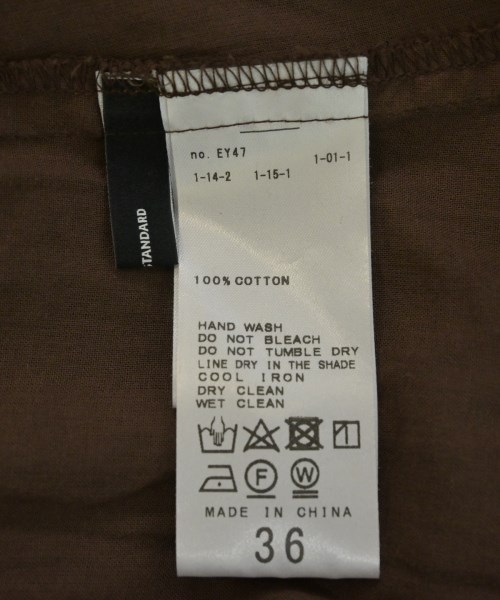 no. EY47
1-01-1
1-14-2 1-15-1
STANDARD
100% COTTON
HAND WASH
DO NOT BLEACH
DO NOT TUMBLE DRY
LINE DRY IN THE SHADE
COOL IRON
DRY CLEAN
WET CLEAN
F W
MADE IN CHINA
36